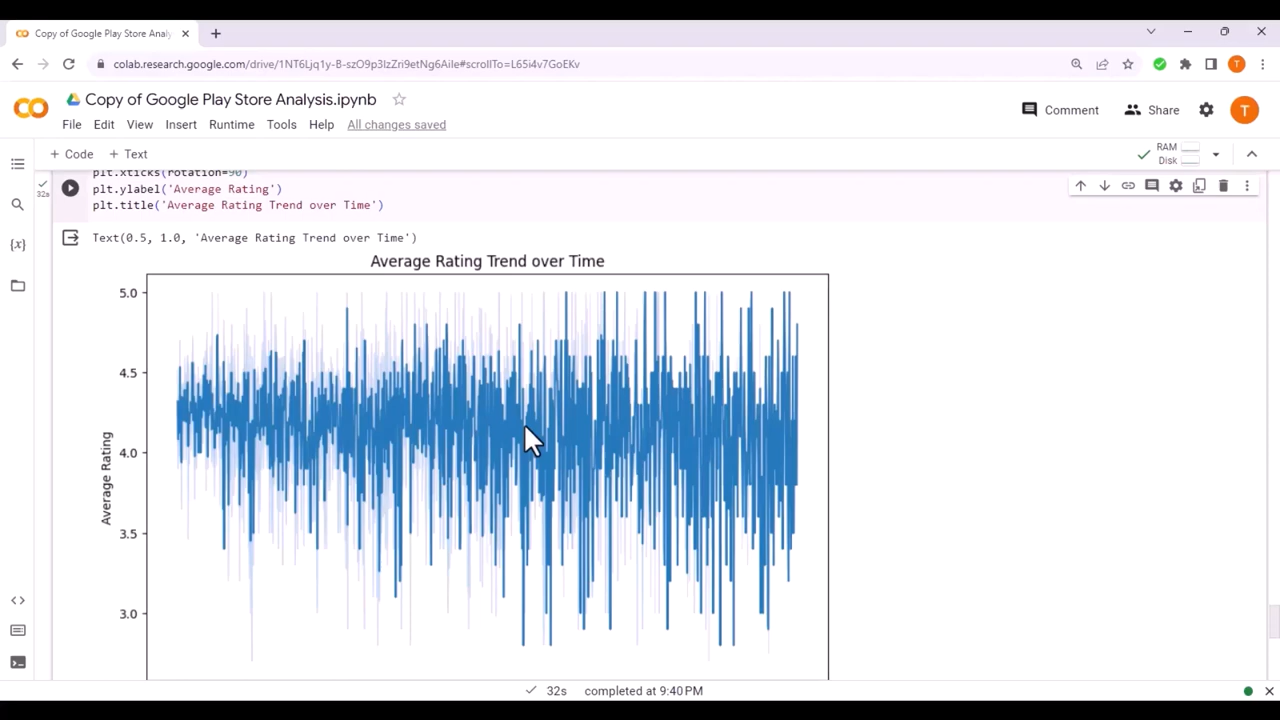 Copy of Google Play Store Analy
colab.research.google.com/drive/1NT6Ljq1y-B-szO9p3lzZri9etNg6AiIe#scrollTo=L65i4v7GoEKv
T
Copy of Google Play Store Analysis.ipynb
Comment
Share
T
File Edit View Insert Runtime Tools Help All changes saved
+ Code + Text
RAM
Disk
plt.xticks(rotation=90)
32s
plt.ylabel('Average Rating')
plt.title('Average Rating Trend over Time')
Text(0.5, 1.0, 'Average Rating Trend over Time')
Average Rating Trend over Time
5.0
4.5
4.0
3.5
3.0
Average Rating
{x}
32s completed at 9:40 PM